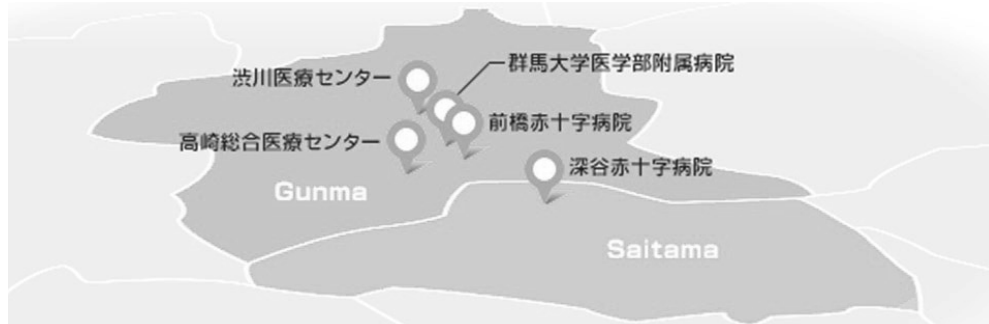 群馬大学医学部附属病院
渋川医療センター
前橋赤十字病院
高崎総合医療センター
深谷赤十字病院
Gunma
Saitama